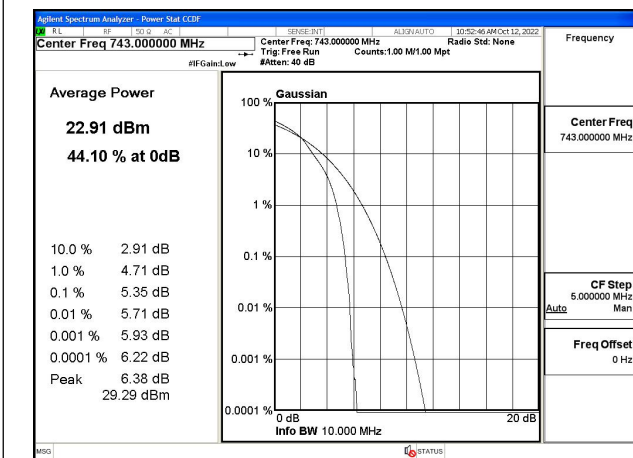 Agilent Spectrum Analyzer - Power Stat CCDF
RL RF 50 Ω AC SENSE:INT ALIGN AUTO 10:52:46 AM Oct 12, 2022
Center Freq 743.000000 MHz
Center Freq: 743.000000 MHz Radio Std: None
Trig: Free Run Counts:1.00 M/1.00 Mpt
#IFGain:Low #Atten: 40 dB
Frequency
Average Power
22.91 dBm
44.10 % at 0dB
10.0 % 2.91 dB
1.0 % 4.71 dB
0.1 % 5.35 dB
0.01 % 5.71 dB
0.001 % 5.93 dB
0.0001 % 6.22 dB
Peak 6.38 dB
29.29 dBm
Gaussian
100 %
10 %
1 %
0.1 %
0.01 %
0.001 %
0.0001 %
0 dB 20 dB
Info BW 10.000 MHz
Center Freq
743.000000 MHz
CF Step
5.000000 MHz
Auto Man
Freq Offset
0 Hz
MSG STATUS